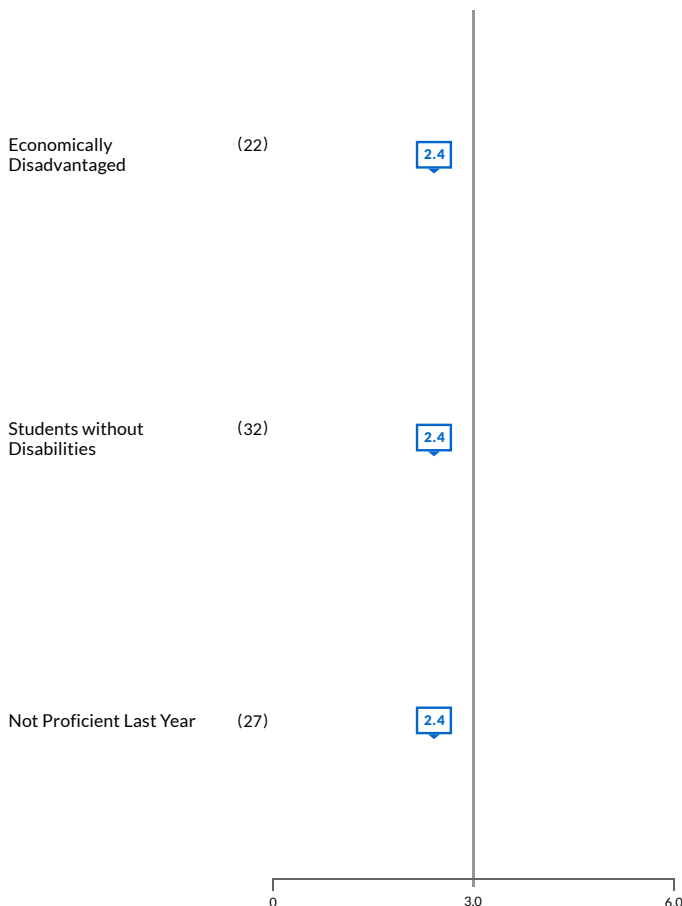 Economically
Disadvantaged
(22)
2.4
Students without
Disabilities
(32)
2.4
Not Proficient Last Year
(27)
2.4
0
3.0
6.0